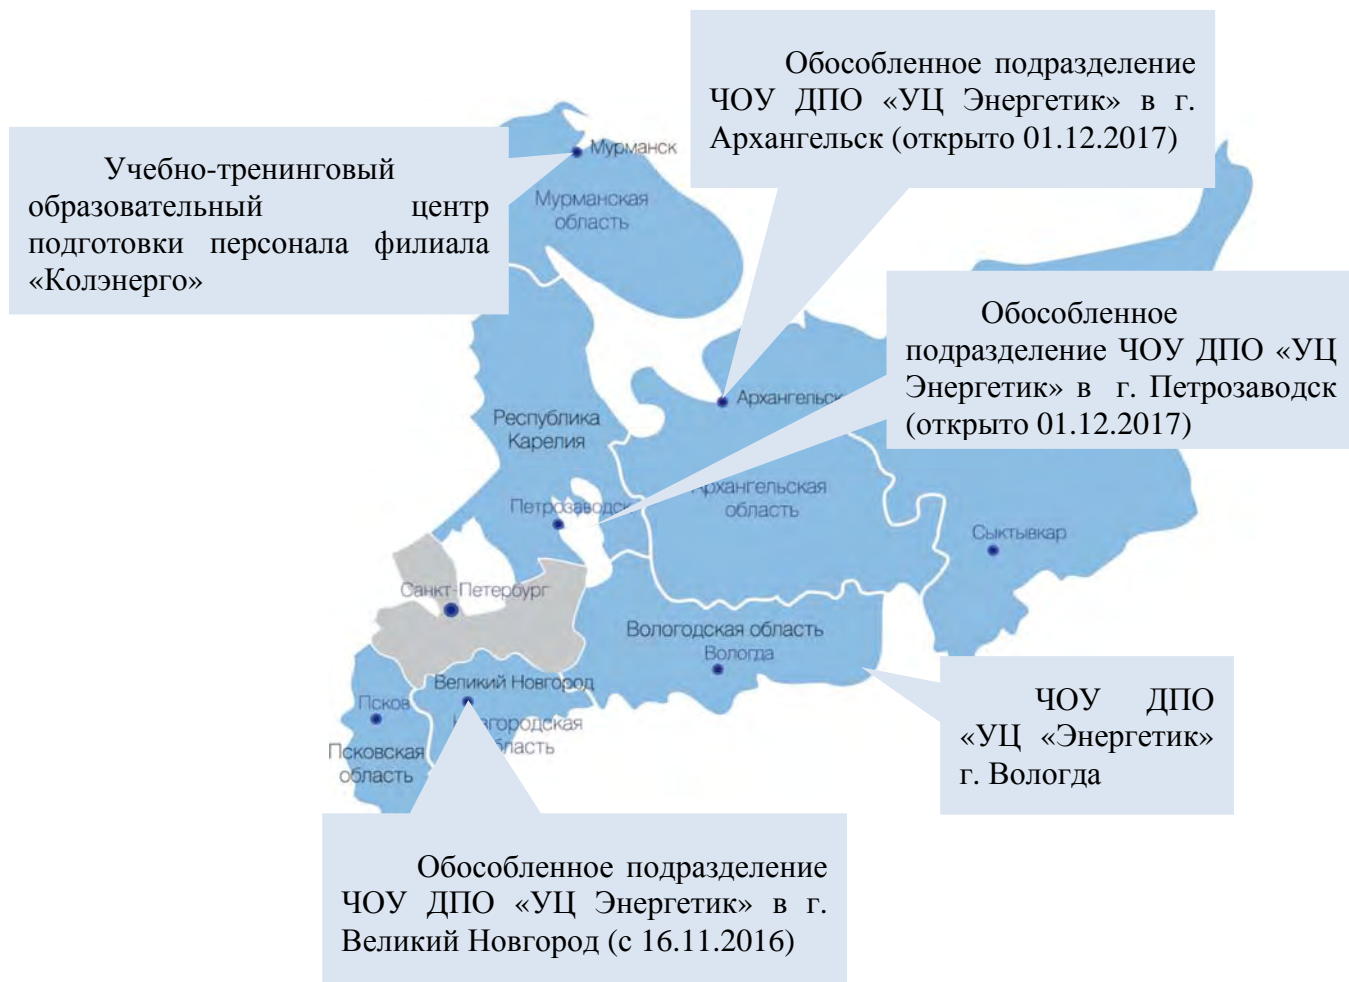 Обособленное подразделение
ЧОУ ДПО «УЦ Энергетик» в г.
Архангельск (открыто 01.12.2017)
Учебно-тренинговый
образовательный центр
подготовки персонала филиала
«Колэнерго»
Мурманск
Мурманская
область
Обособленное
подразделение ЧОУ ДПО «УЦ
Энергетик» в г. Петрозаводск
(открыто 01.12.2017)
Архангельск
Республика
Карелия
Архангельская
область
Петрозаводск
Сыктывкар
Санкт-Петербург
Вологодская область
Вологда
Великий Новгород
Псков
Новгородская
область
Псковская
область
ЧОУ ДПО
«УЦ «Энергетик»
г. Вологда
Обособленное подразделение
ЧОУ ДПО «УЦ Энергетик» в г.
Великий Новгород (с 16.11.2016)